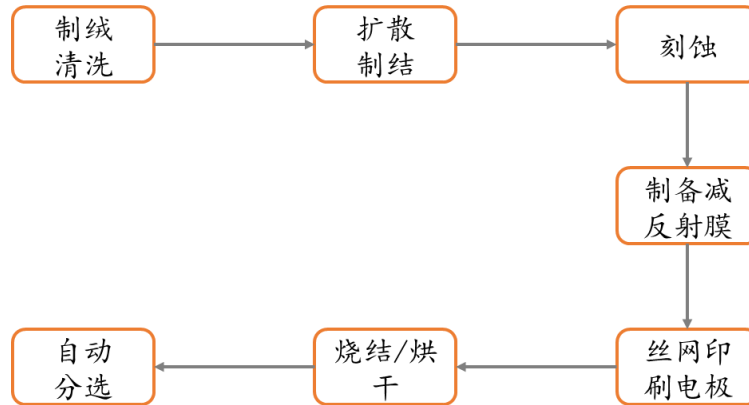 制绒
清洗
扩散
制结
刻蚀
制备减
反射膜
丝网印
刷电极
烧结/烘
干
自动
分选